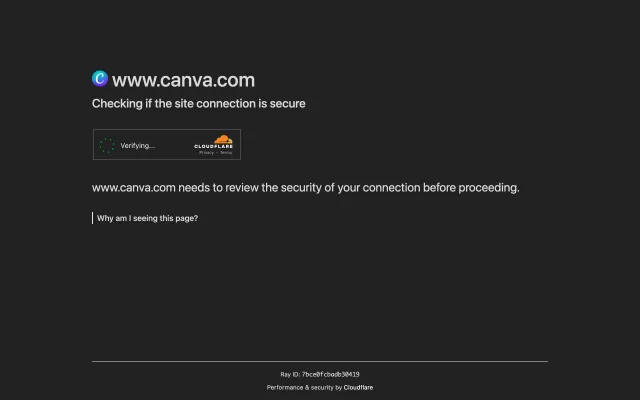 www.canva.com
Checking if the site connection is secure
Verifying...
CLOUDFLARE
Privacy • Terms
www.canva.com needs to review the security of your connection before proceeding.
Why am I seeing this page?
Ray ID: 7bce0fcbadb30419
Performance & security by Cloudflare